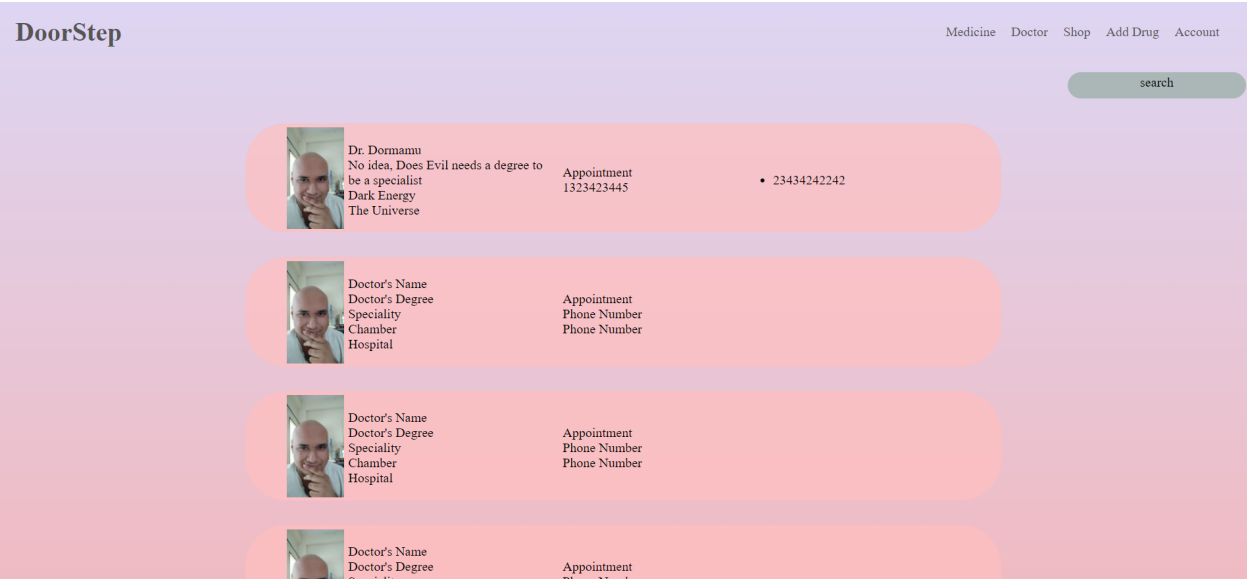 DoorStep
Medicine Doctor Shop Add Drug Account
search
Dr. Dormamu
No idea, Does Evil needs a degree to
be a specialist
Dark Energy
The Universe
Appointment
1323423445
• 23434242242
Doctor's Name
Doctor's Degree
Speciality
Chamber
Hospital
Appointment
Phone Number
Phone Number
Doctor's Name
Doctor's Degree
Speciality
Chamber
Hospital
Appointment
Phone Number
Phone Number
Doctor's Name
Doctor's Degree
Appointment